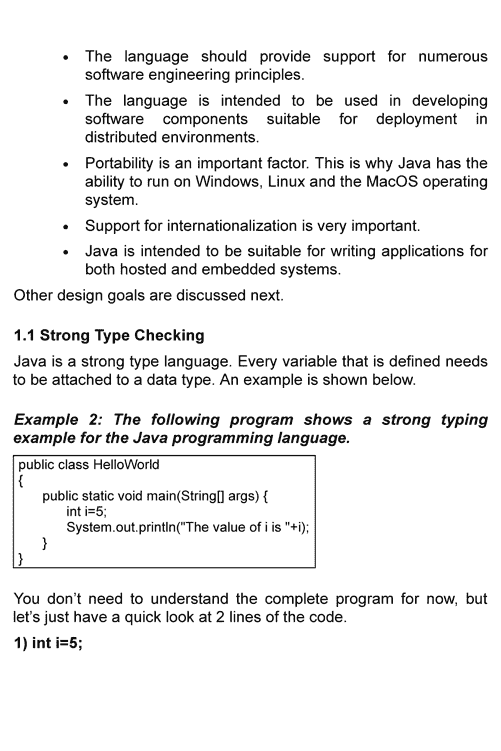 • The language should provide support for numerous
software engineering principles.
• The language is intended to be used in developing
software components suitable for deployment in
distributed environments.
• Portability is an important factor. This is why Java has the
ability to run on Windows, Linux and the MacOS operating
system.
• Support for internationalization is very important.
• Java is intended to be suitable for writing applications for
both hosted and embedded systems.
Other design goals are discussed next.
1.1 Strong Type Checking
Java is a strong type language. Every variable that is defined needs
to be attached to a data type. An example is shown below.
Example 2: The following program shows a strong typing
example for the Java programming language.
public class HelloWorld
{
public static void main(String[] args) {
int i=5;
System.out.println("The value of i is "+i);
}
}
You don’t need to understand the complete program for now, but
let’s just have a quick look at 2 lines of the code.
1) int i=5;